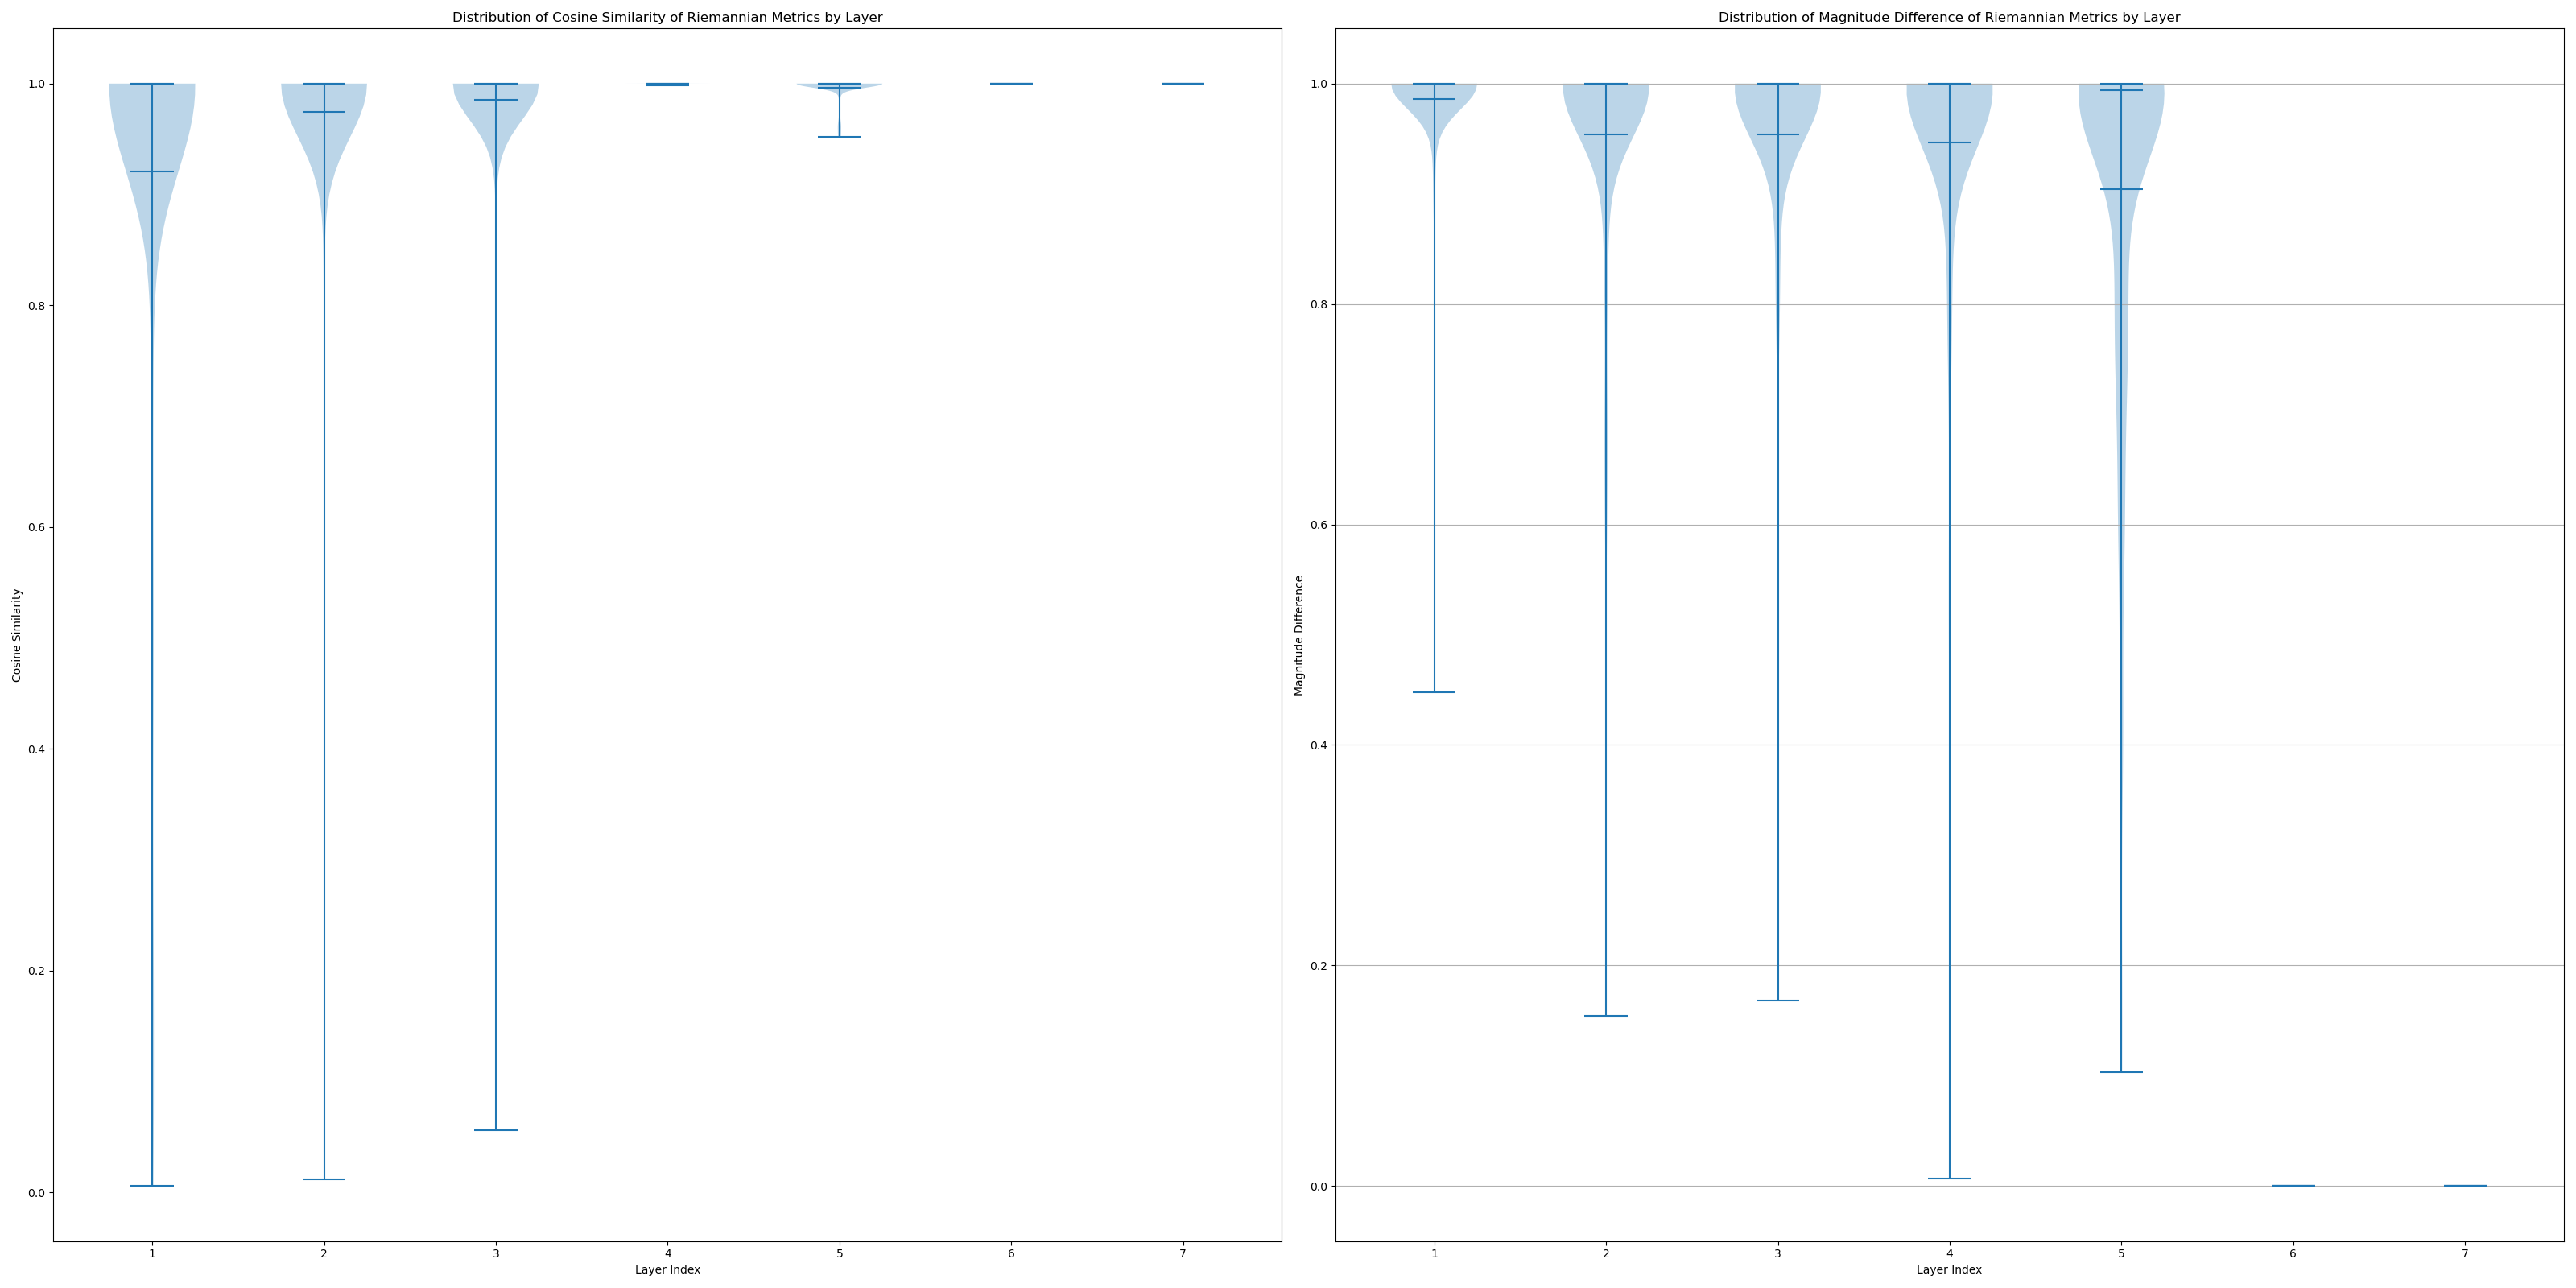 Distribution of Cosine Similarity of Riemannian Metrics by Layer
Cosine Similarity
1.0
0.8
0.6
0.4
0.2
0.0
1 2 3 4 5 6 7
Layer Index
Distribution of Magnitude Difference of Riemannian Metrics by Layer
Magnitude Difference
1.0
0.8
0.6
0.4
0.2
0.0
1 2 3 4 5 6 7
Layer Index